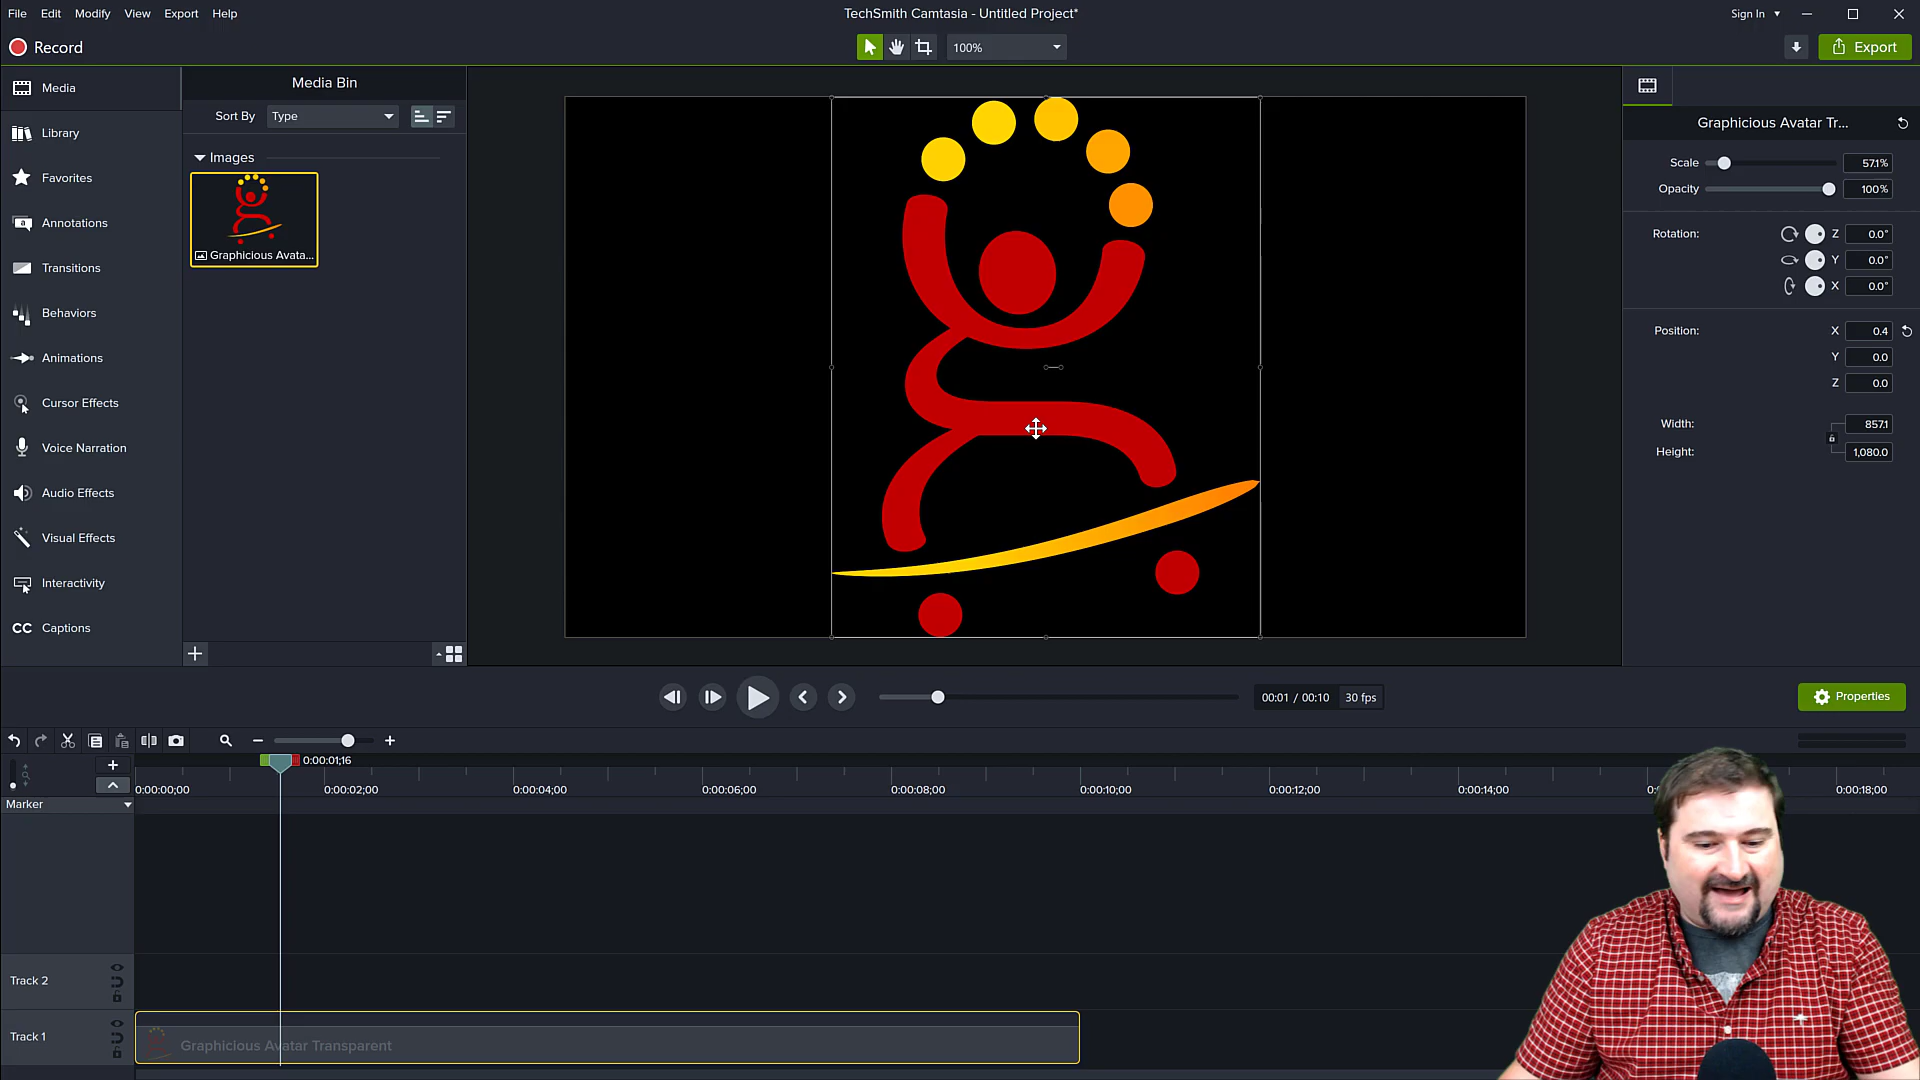 File Edit Modify View Export Help
TechSmith Camtasia - Untitled Project*
Sign In
Record
100%
Export
Media
Library
Favorites
Annotations
Transitions
Behaviors
Animations
Cursor Effects
Voice Narration
Audio Effects
Visual Effects
Interactivity
CC Captions
Media Bin
Sort By Type
Images
Graphicious Avata...
Graphicious Avatar Tr...
Scale 57.1%
Opacity 100%
Rotation: Z 0.0°
Y 0.0°
X 0.0°
Position: X 0.4
Y 0.0
Z 0.0
Width: 857.1
Height: 1,080.0
00:01 / 00:10 30 fps
Properties
0:00:01;16
0:00:00;00 0:00:02;00 0:00:04;00 0:00:06;00 0:00:08;00 0:00:10;00 0:00:12;00 0:00:14;00 0:00:18;00
Marker
Track 2
Track 1
Graphicious Avatar Transparent